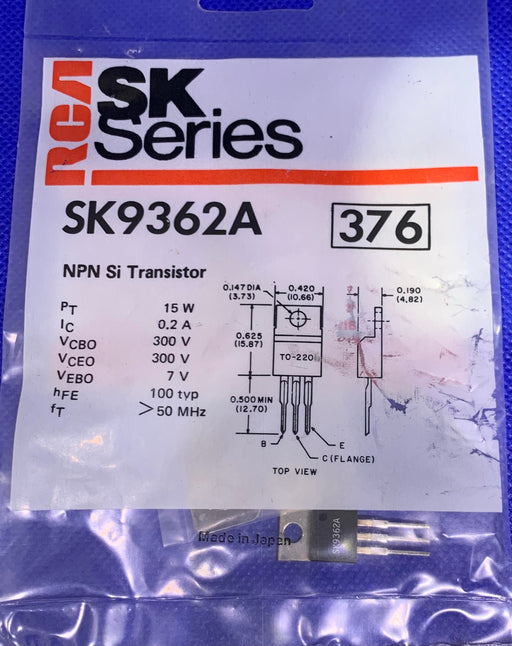 RCA SK
Series
SK9362A 376
NPN Si Transistor
PT 15 W
IC 0.2 A
VCBO 300 V
VCEO 300 V
VEBO 7 V
hFE 100 typ
fT >50 MHz
0.147 DIA
(3.73)
0.420
(10.66)
0.190
(4.82)
0.625
(15.87)
TO-220
0.500 MIN
(12.70)
B
E
C (FLANGE)
TOP VIEW
Made in Japan
SK9362A